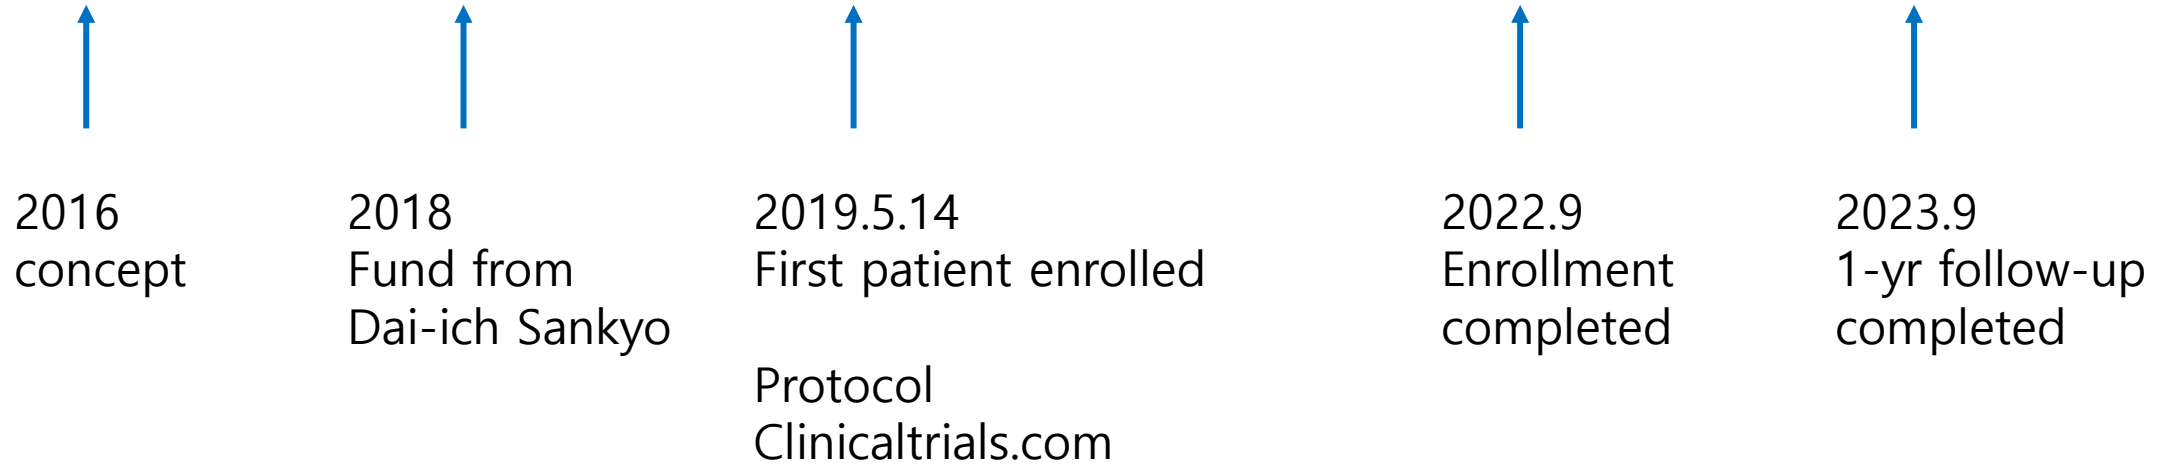 2016
concept
2018
Fund from
Dai-ich Sankyo
2019.5.14
First patient enrolled
Protocol
Clinicaltrials.com
2022.9
Enrollment
completed
2023.9
1-yr follow-up
completed